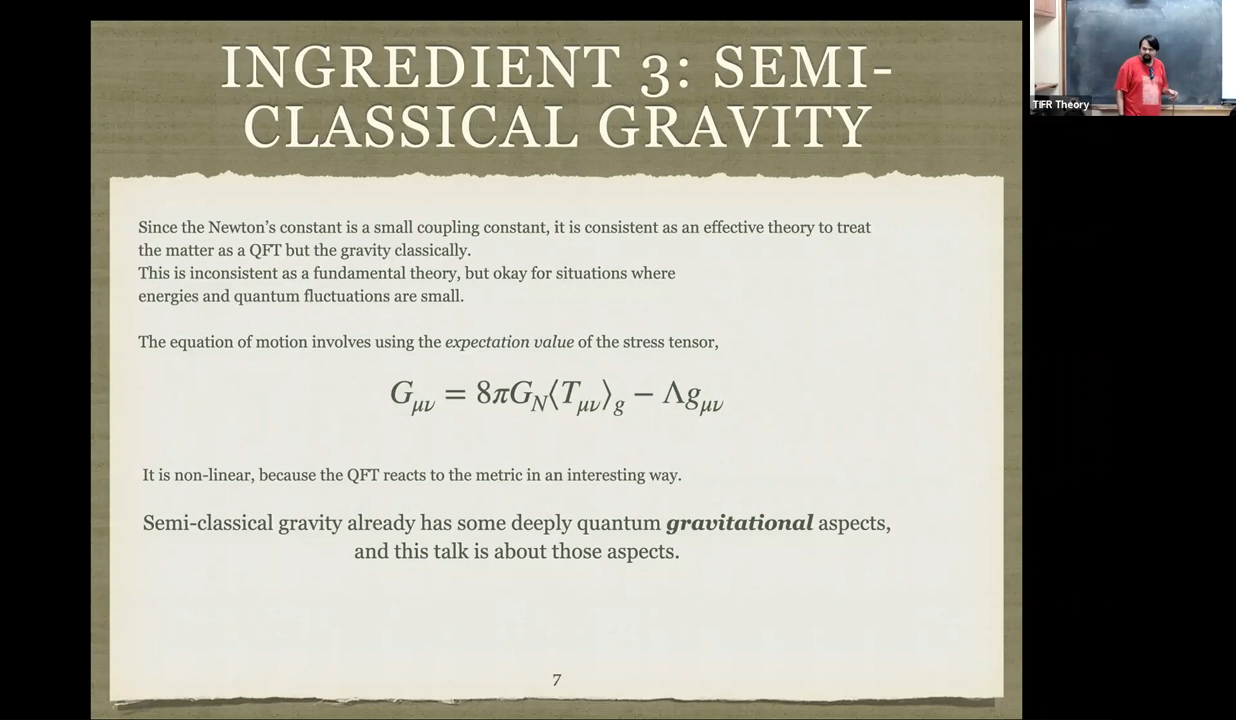 INGREDIENT 3: SEMI-
CLASSICAL GRAVITY
TIFR Theory
Since the Newton's constant is a small coupling constant, it is consistent as an effective theory to treat
the matter as a QFT but the gravity classically.
This is inconsistent as a fundamental theory, but okay for situations where
energies and quantum fluctuations are small.
The equation of motion involves using the expectation value of the stress tensor,
G_{μν} = 8πG_N⟨T_{μν}⟩_g − Λg_{μν}
It is non-linear, because the QFT reacts to the metric in an interesting way.
Semi-classical gravity already has some deeply quantum gravitational aspects,
and this talk is about those aspects.
7